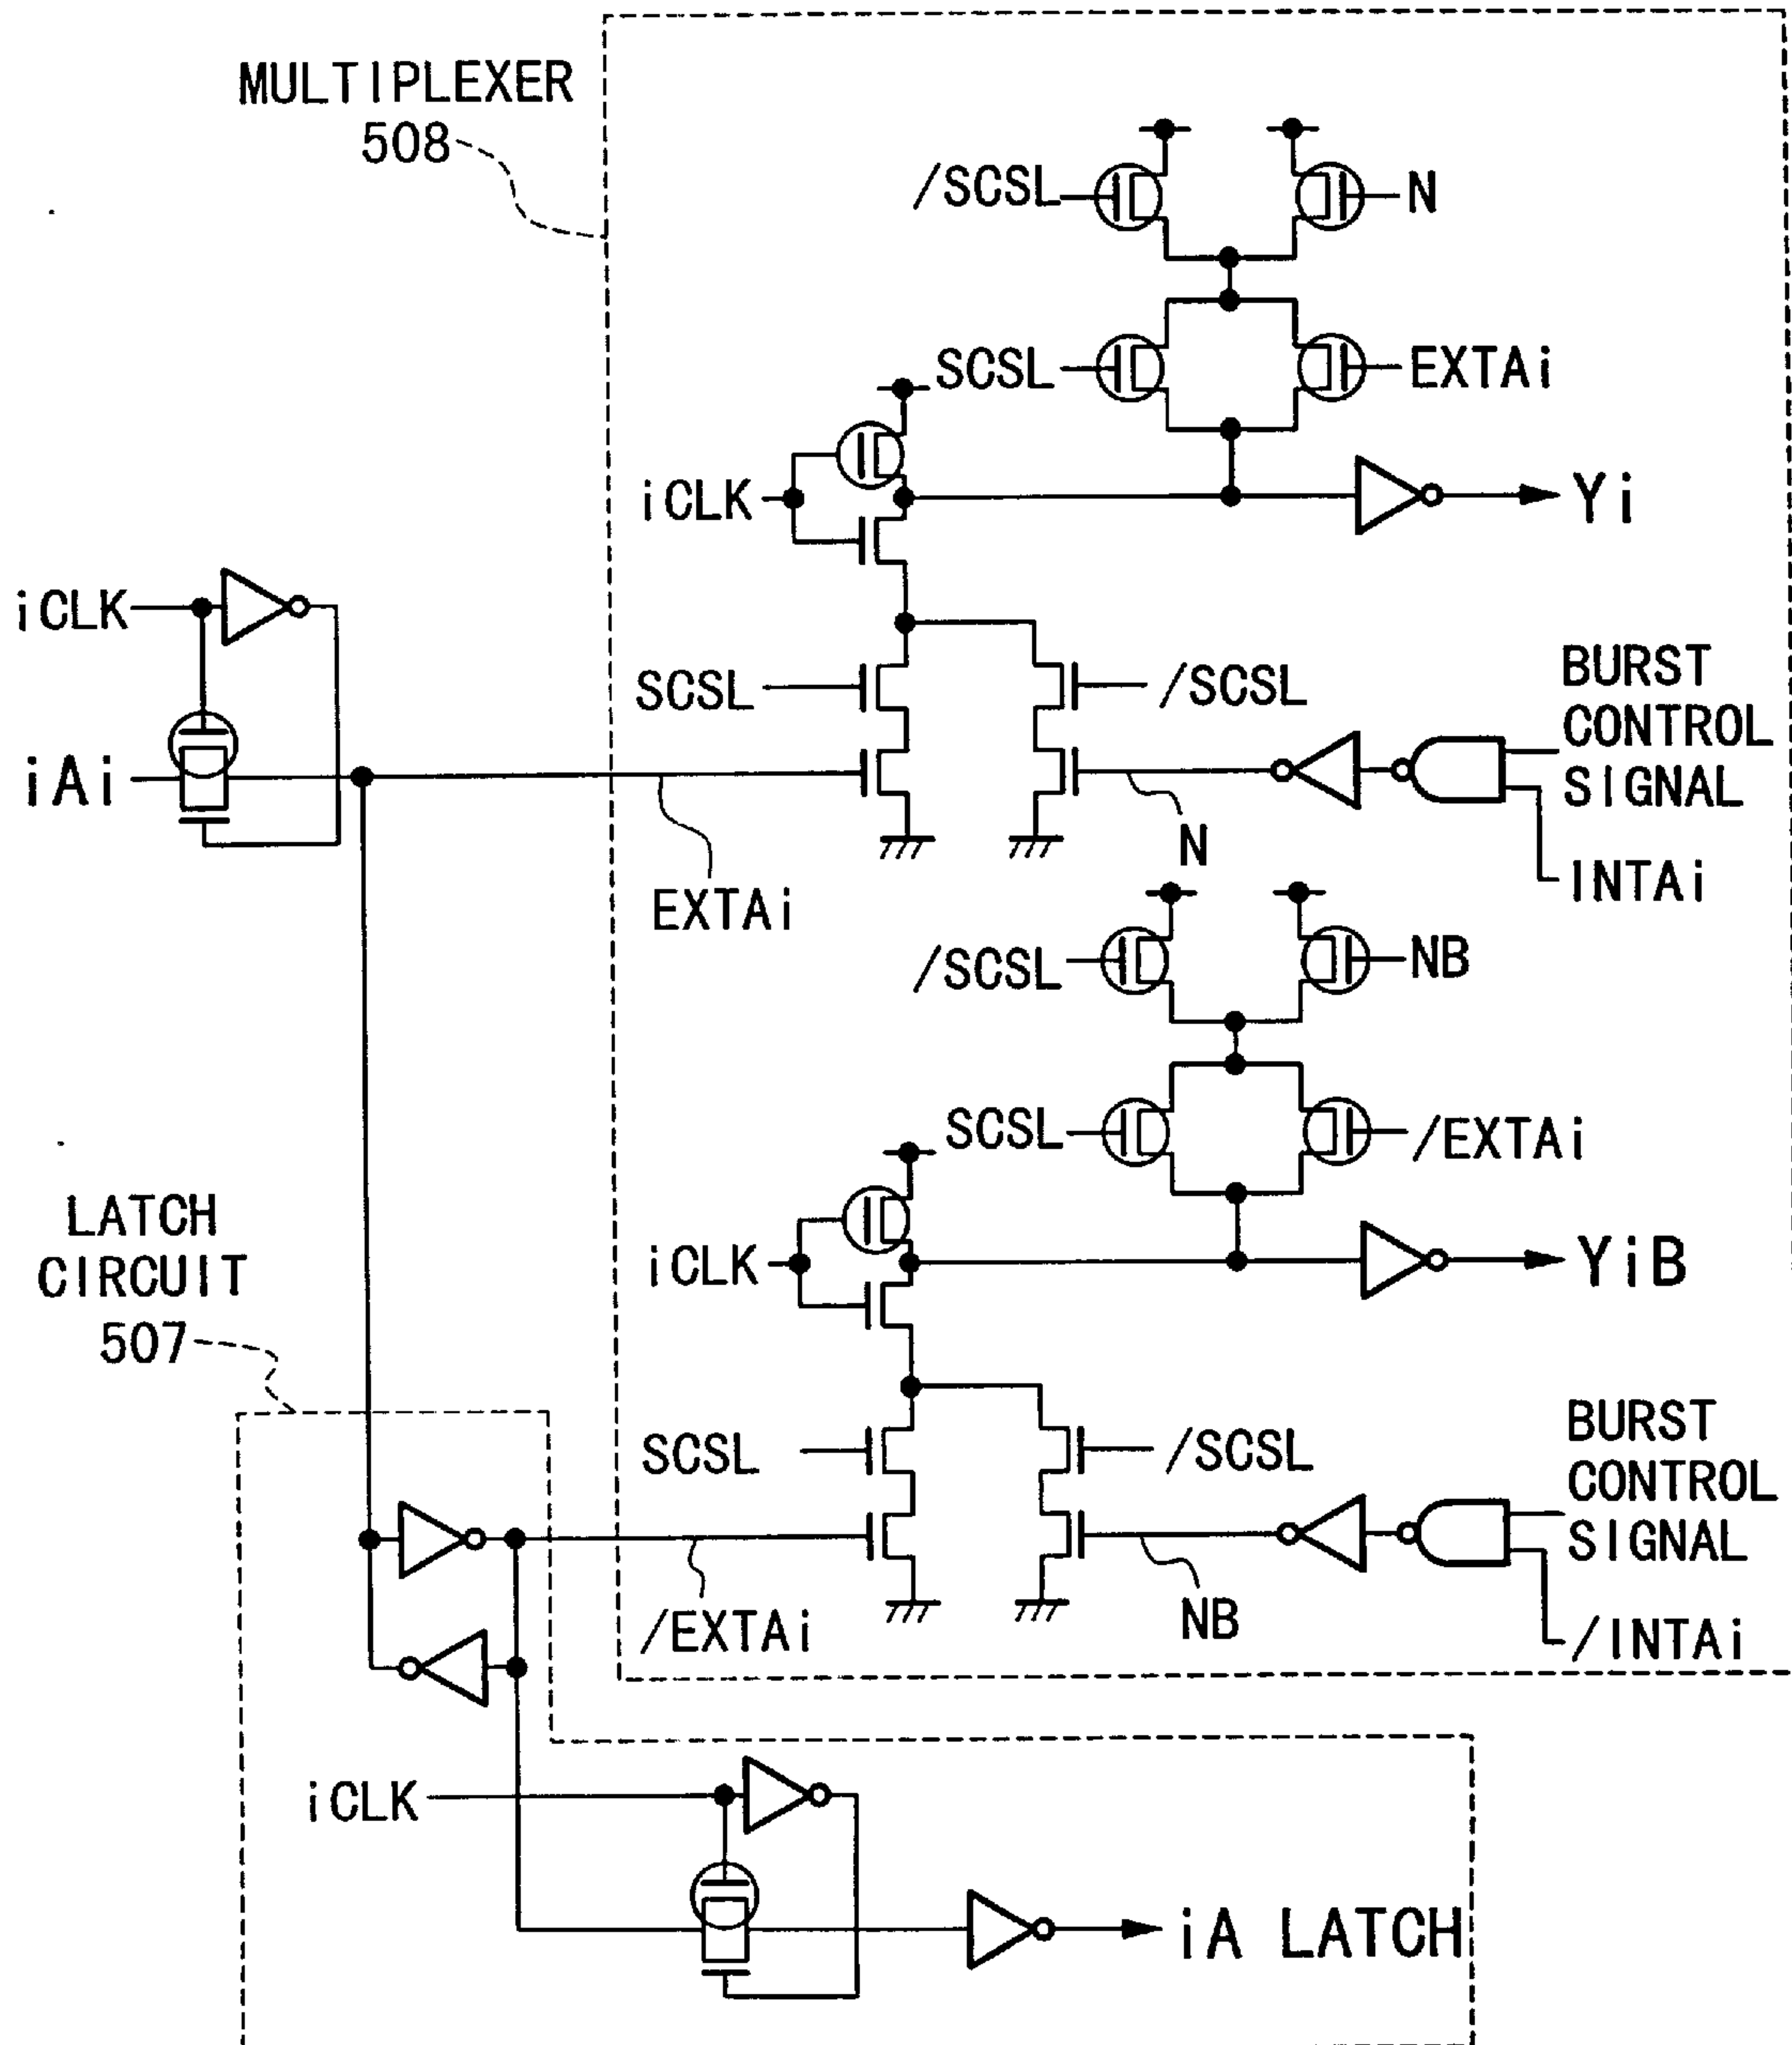 MULTIPLEXER
508
/SCSL
N
SCSL
EXTAi
iCLK
Yi
iCLK
SCSL
/SCSL
BURST
CONTROL
SIGNAL
iAi
N
INTAi
EXTAi
/SCSL
NB
SCSL
/EXTAi
LATCH
CIRCUIT
507
iCLK
YiB
SCSL
/SCSL
BURST
CONTROL
SIGNAL
/EXTAi
NB
/INTAi
iCLK
iA LATCH